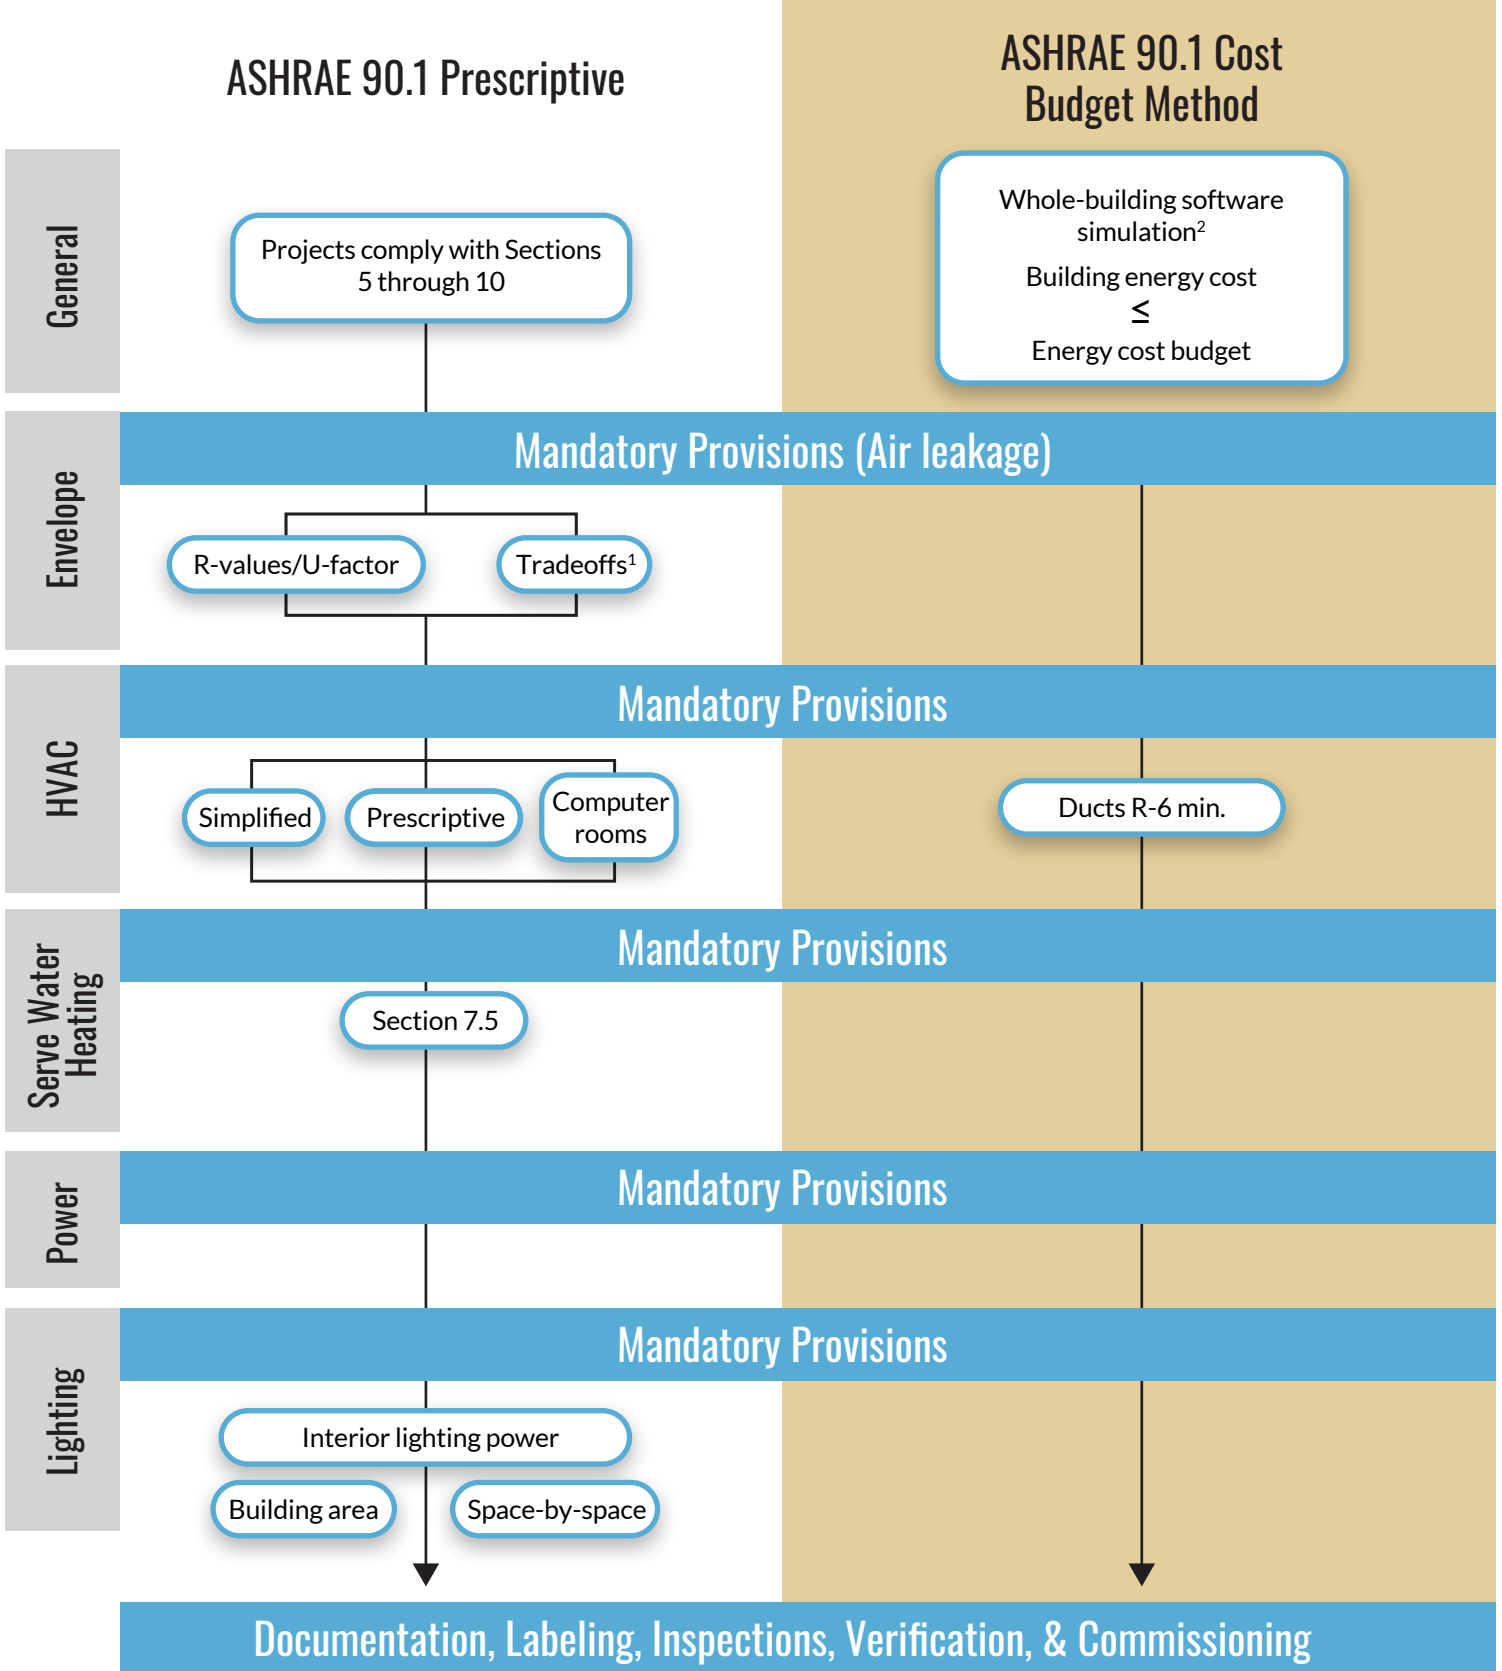 ASHRAE 90.1 Prescriptive
ASHRAE 90.1 Cost
Budget Method
General
Projects comply with Sections
5 through 10
Whole-building software
simulation²
Building energy cost
≤
Energy cost budget
Envelope
Mandatory Provisions (Air leakage)
R-values/U-factor
Tradeoffs¹
HVAC
Mandatory Provisions
Simplified
Prescriptive
Computer
rooms
Ducts R-6 min.
Serve Water
Heating
Mandatory Provisions
Section 7.5
Power
Mandatory Provisions
Lighting
Mandatory Provisions
Interior lighting power
Building area
Space-by-space
Documentation, Labeling, Inspections, Verification, & Commissioning